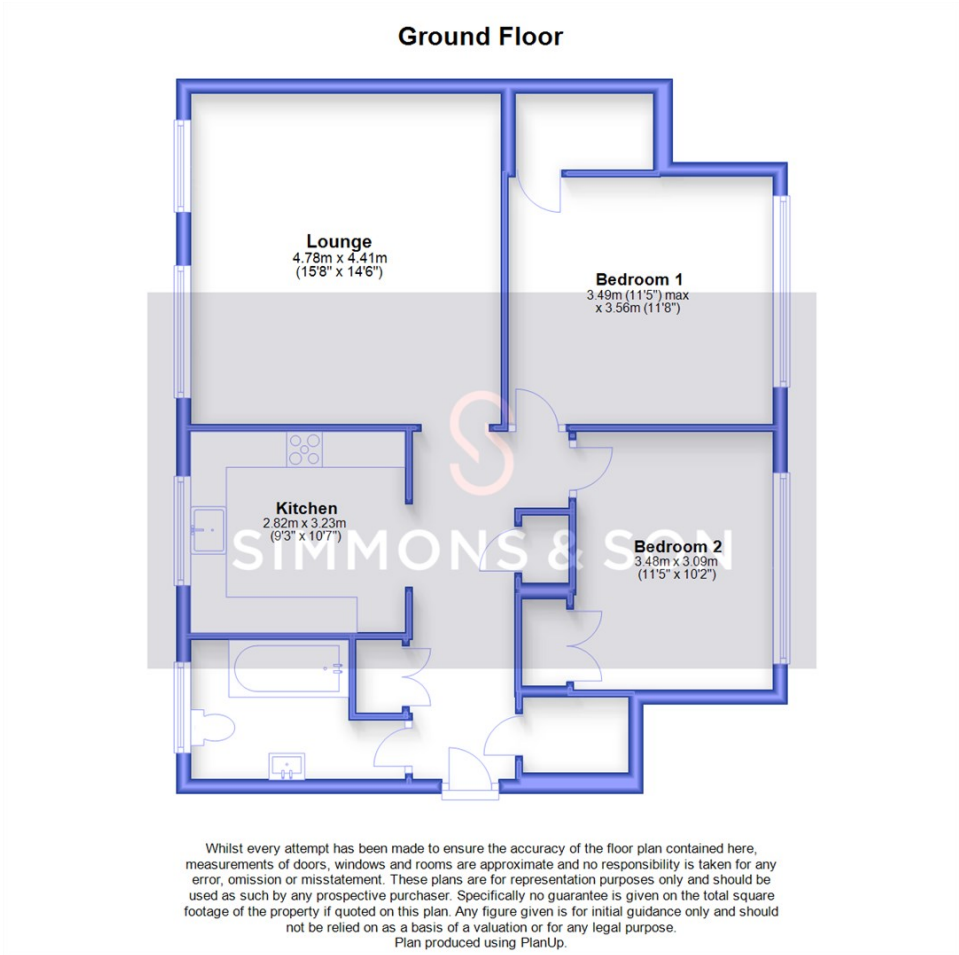 Ground Floor
Lounge
4.78m x 4.41m
(15'8" x 14'6")
Bedroom 1
3.49m (11'5") max
x 3.56m (11'8")
Kitchen
2.82m x 3.23m
(9'3" x 10'7")
SIMMONS & SON
Bedroom 2
3.48m x 3.09m
(11'5" x 10'2")
Whilst every attempt has been made to ensure the accuracy of the floor plan contained here,
measurements of doors, windows and rooms are approximate and no responsibility is taken for any
error, omission or misstatement. These plans are for representation purposes only and should be
used as such by any prospective purchaser. Specifically no guarantee is given on the total square
footage of the property if quoted on this plan. Any figure given is for initial guidance only and should
not be relied on as a basis of a valuation or for any legal purpose.
Plan produced using PlanUp.